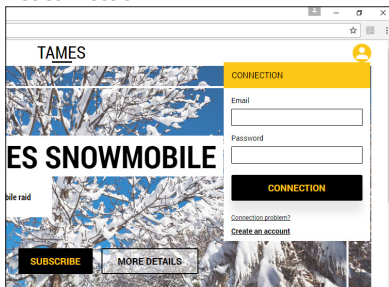 TAMES
CONNECTION
Email
Password
ES SNOWMOBILE
bile raid
CONNECTION
Connection problem?
Create an account
SUBSCRIBE
MORE DETAILS